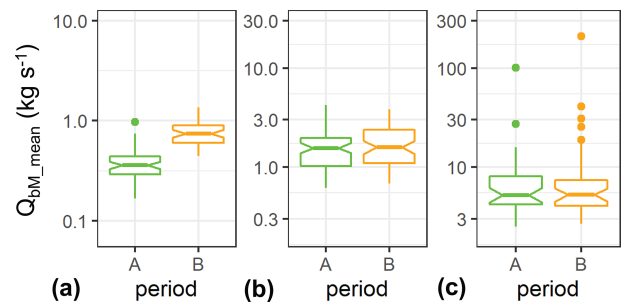 Q_bM_mean (kg s⁻¹)
10.0
1.0
0.1
A
B
period
(a)
30.0
10.0
3.0
1.0
0.3
A
B
period
(b)
300
100
30
10
3
A
B
period
(c)